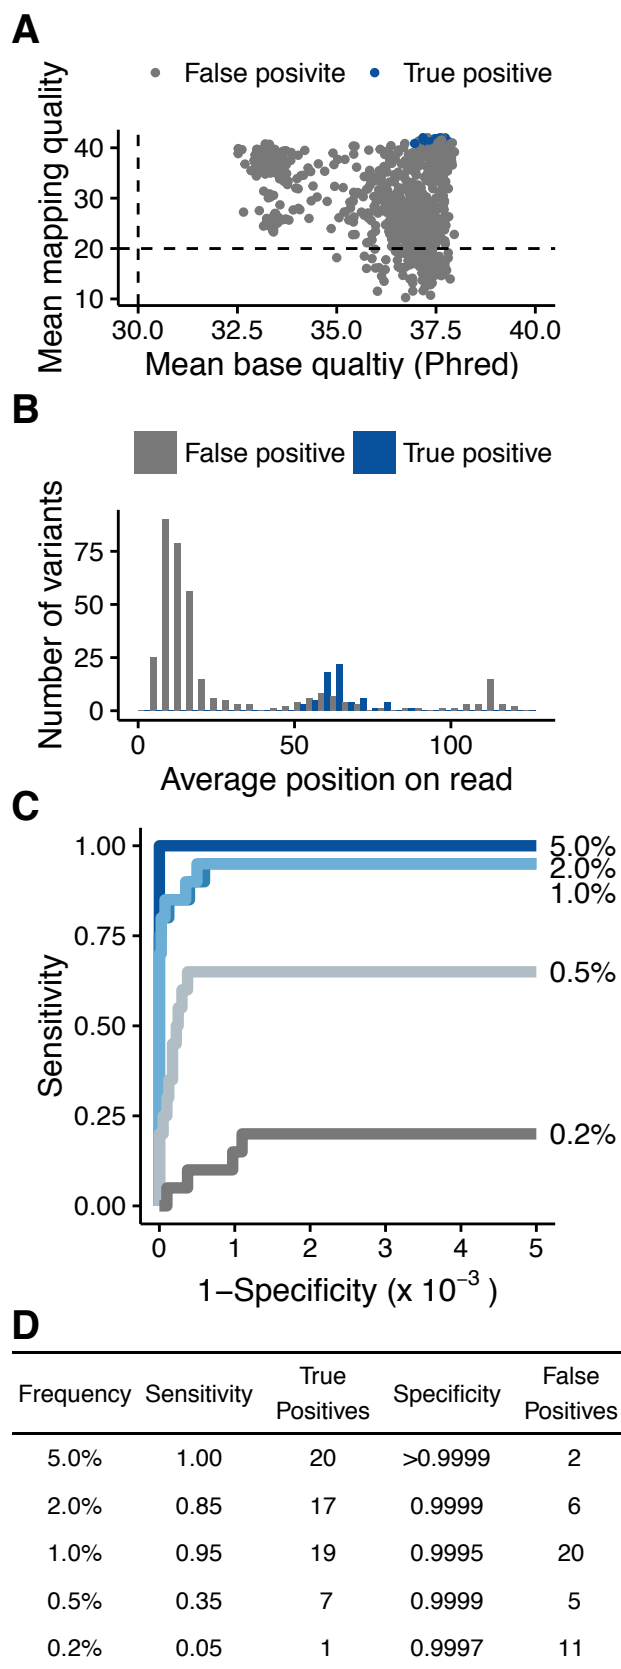 A
False posivite True positive
Mean mapping quality
40
30
20
10
30.0 32.5 35.0 37.5 40.0
Mean base qualtiy (Phred)
B
False positive True positive
Number of variants
75
50
25
0
0 50 100
Average position on read
C
Sensitivity
1.00
0.75
0.50
0.25
0.00
5.0%
2.0%
1.0%
0.5%
0.2%
0 1 2 3 4 5
1−Specificity (x 10⁻³ )
D
Frequency Sensitivity True Positives Specificity False Positives
5.0% 1.00 20 >0.9999 2
2.0% 0.85 17 0.9999 6
1.0% 0.95 19 0.9995 20
0.5% 0.35 7 0.9999 5
0.2% 0.05 1 0.9997 11